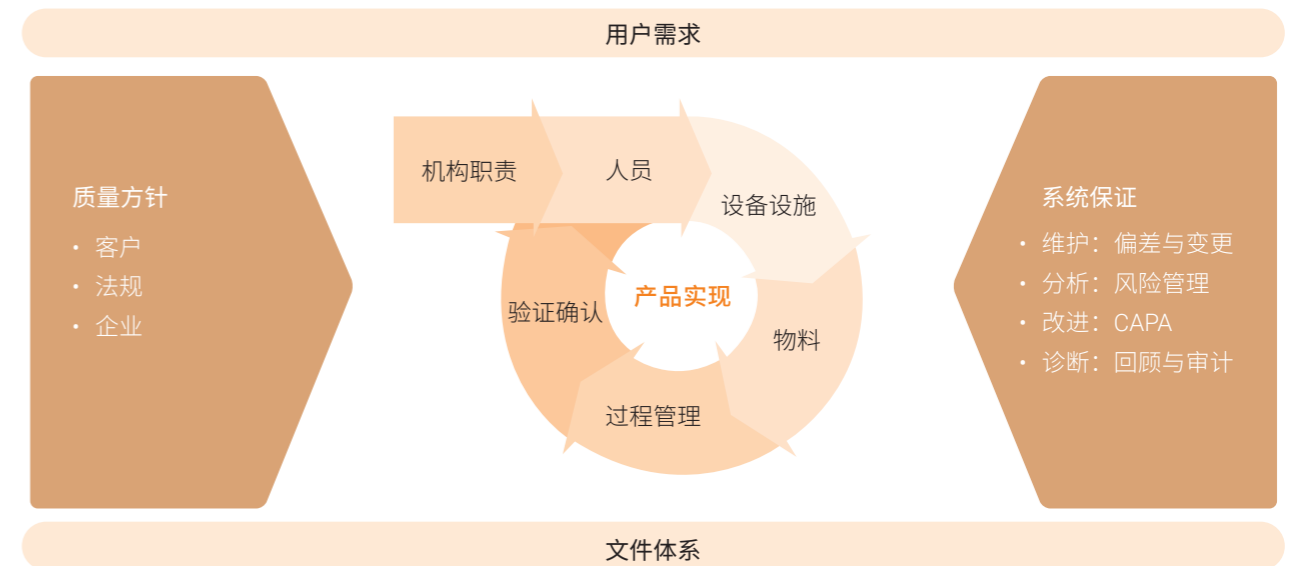 用户需求
质量方针
• 客户
• 法规
• 企业
机构职责
人员
设备设施
物料
过程管理
验证确认
产品实现
系统保证
• 维护：偏差与变更
• 分析：风险管理
• 改进：CAPA
• 诊断：回顾与审计
文件体系